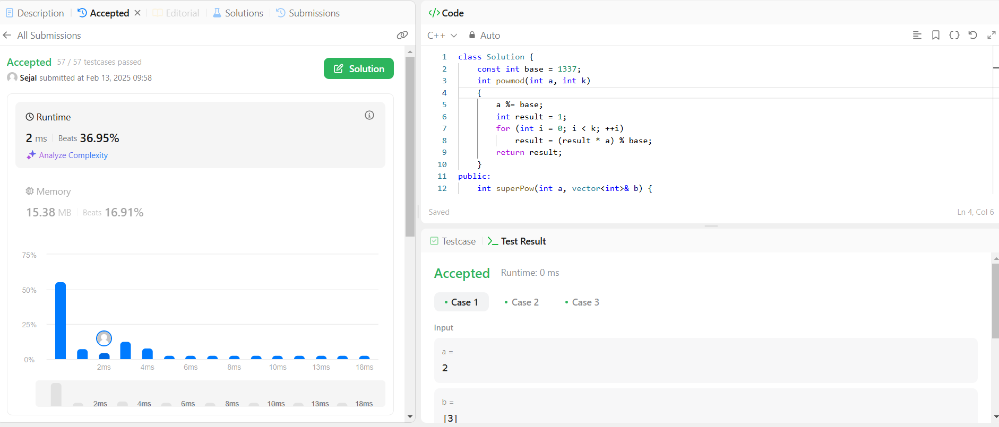 Description
Accepted
Editorial
Solutions
Submissions
All Submissions
Accepted 57 / 57 testcases passed
Sejal submitted at Feb 13, 2025 09:58
Solution
Runtime
2 ms Beats 36.95%
Analyze Complexity
Memory
15.38 MB Beats 16.91%
75%
50%
25%
0%
2ms 4ms 6ms 8ms 10ms 13ms 18ms
2ms 4ms 6ms 8ms 10ms 13ms 18ms
</> Code
C++ Auto
1 class Solution {
2 const int base = 1337;
3 int powmod(int a, int k)
4 {
5 a %= base;
6 int result = 1;
7 for (int i = 0; i < k; ++i)
8 result = (result * a) % base;
9 return result;
10 }
11 public:
12 int superPow(int a, vector<int>& b) {
Saved Ln 4, Col 6
Testcase
Test Result
Accepted Runtime: 0 ms
Case 1 Case 2 Case 3
Input
a =
2
b =
[3]